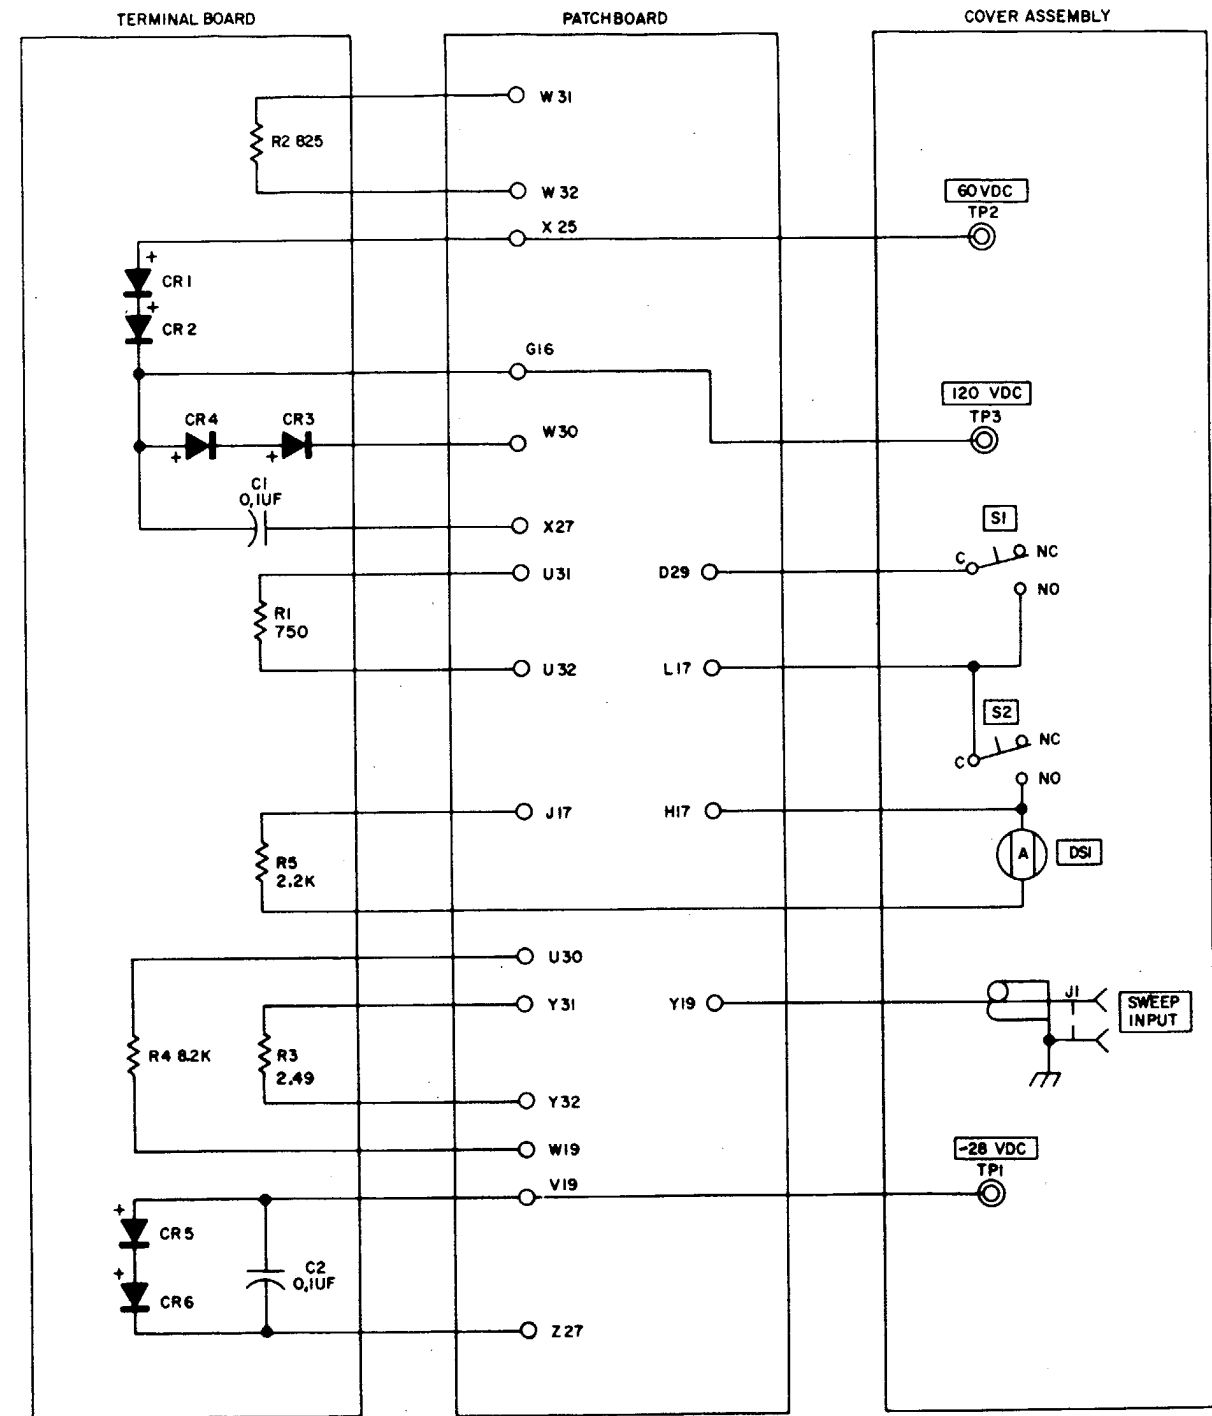 TERMINAL BOARD
PATCHBOARD
COVER ASSEMBLY
W31
R2 825
W32
60VDC
TP2
X25
+
CR1
+
CR2
G16
120 VDC
TP3
CR4
CR3
W30
+
+
C1
0,1UF
X27
S1
C
NC
U31
D29
NO
R1
750
U32
L17
S2
NC
C
NO
J17
H17
R5
2.2K
A
DS1
U30
Y31
Y19
J1
SWEEP
INPUT
R4 8.2K
R3
2.49
Y32
W19
-28 VDC
TP1
V19
+
CR5
C2
0,1UF
+
CR6
Z27